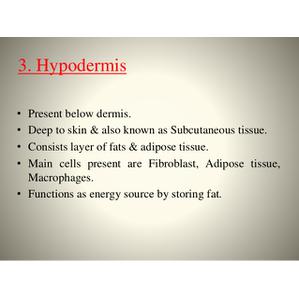 3. Hypodermis
• Present below dermis.
• Deep to skin & also known as Subcutaneous tissue.
• Consists layer of fats & adipose tissue.
• Main cells present are Fibroblast, Adipose tissue,
Macrophages.
• Functions as energy source by storing fat.